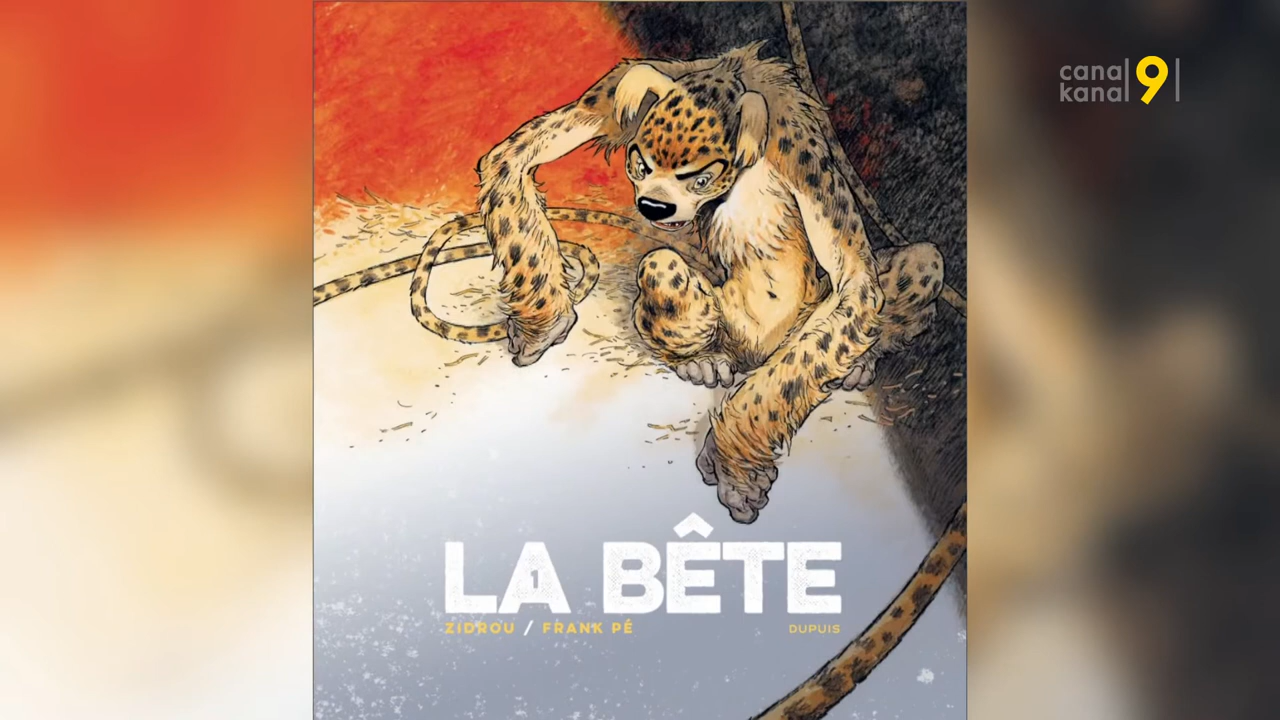 canal 9
kanal
LA BÊTE
1
ZIDROU / FRANK PÉ
DUPUIS